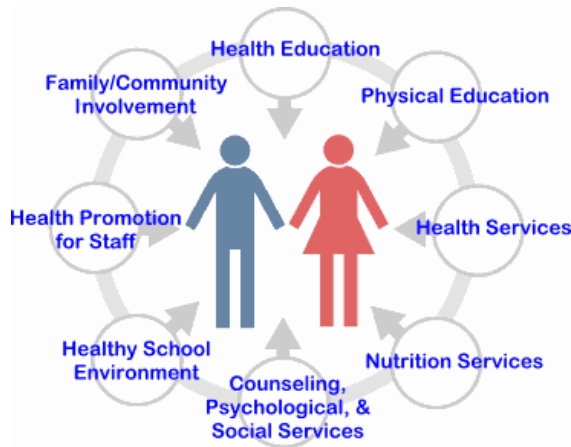 Health Education
Physical Education
Health Services
Nutrition Services
Counseling,
Psychological, &
Social Services
Healthy School
Environment
Health Promotion
for Staff
Family/Community
Involvement